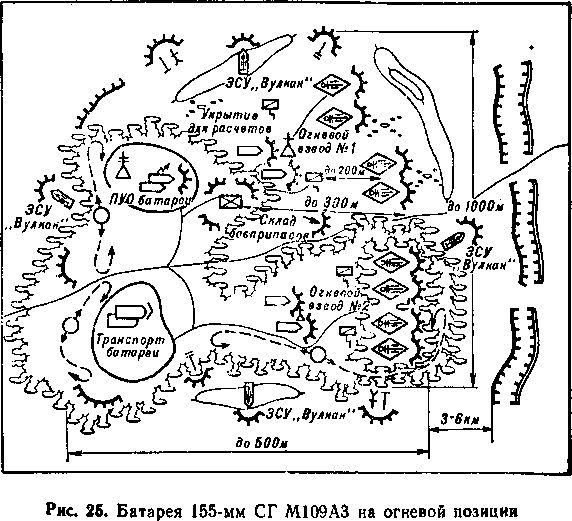 ЗСУ „Вулкан"
Укрытие
для расчетов
Огневой
взвод №1
до 200м
ПУО батареи
до 300м
до 1000м
ЗСУ
„Вулкан"
Склад
боеприпасов
ЗСУ
„Вулкан"
Огневой
взвод №2
Транспорт
батареи
ЗСУ „Вулкан"
3-6км
до 500м
Рис. 25. Батарея 155-мм СГ М109А3 на огневой позиции